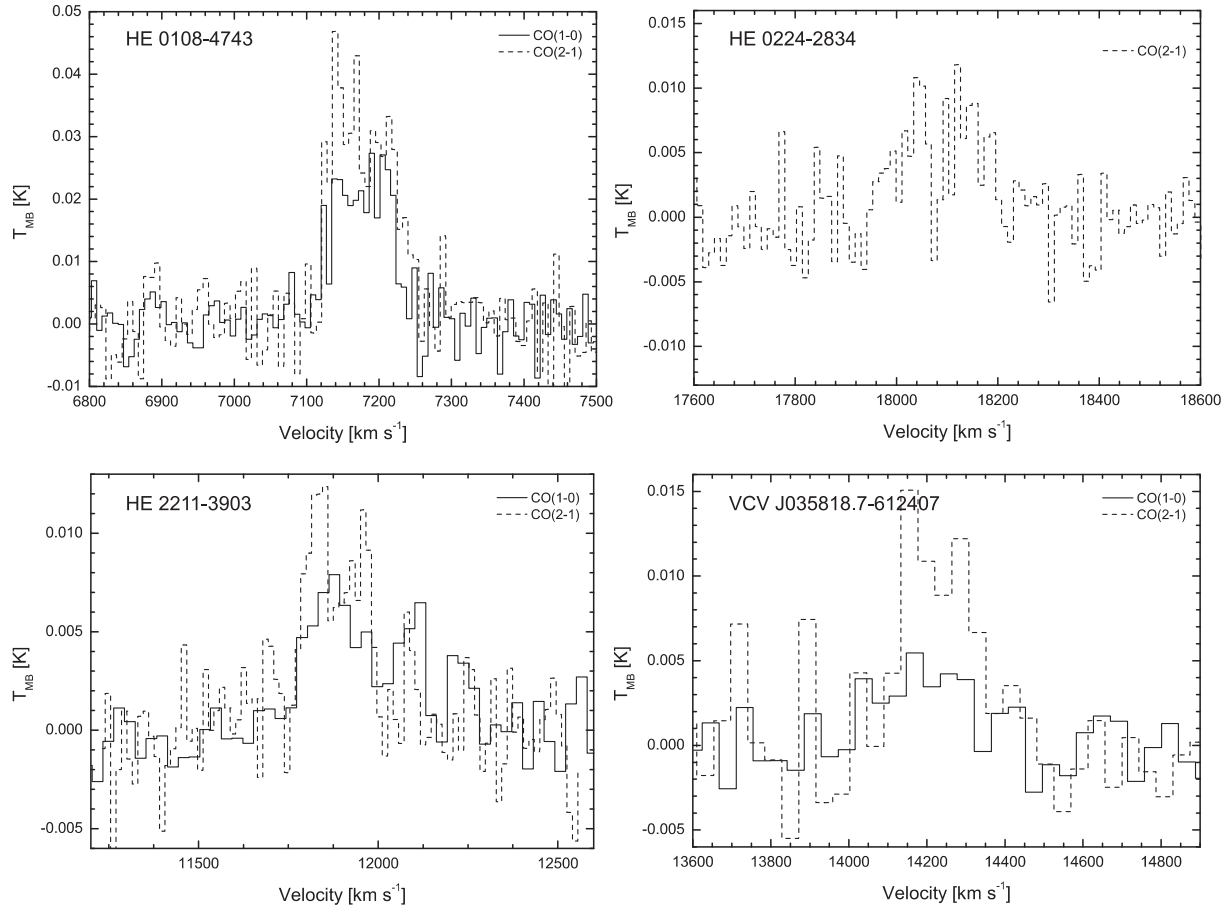 HE 0108-4743
CO(1-0)
CO(2-1)
T_MB [K]
0.05
0.04
0.03
0.02
0.01
0.00
-0.01
6800 6900 7000 7100 7200 7300 7400 7500
Velocity [km s⁻¹]
HE 0224-2834
CO(2-1)
T_MB [K]
0.015
0.010
0.005
0.000
-0.005
-0.010
17600 17800 18000 18200 18400 18600
Velocity [km s⁻¹]
HE 2211-3903
CO(1-0)
CO(2-1)
T_MB [K]
0.010
0.005
0.000
-0.005
11500 12000 12500
Velocity [km s⁻¹]
VCV J035818.7-612407
CO(1-0)
CO(2-1)
T_MB [K]
0.015
0.010
0.005
0.000
-0.005
13600 13800 14000 14200 14400 14600 14800
Velocity [km s⁻¹]